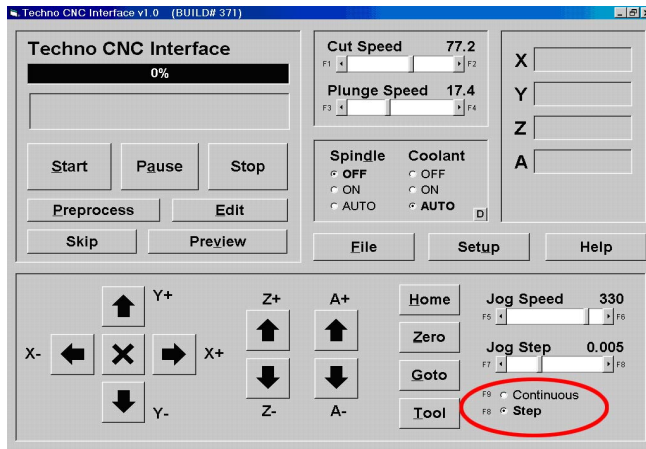 Techno CNC Interface v1.0 (BUILD# 371)
Techno CNC Interface
0%
Start Pause Stop
Preprocess Edit
Skip Preview
Cut Speed 77.2
F1 F2
Plunge Speed 17.4
F3 F4
Spindle Coolant
OFF OFF
ON ON
AUTO AUTO
D
X
Y
Z
A
File Setup Help
Y+
X- X+
Y-
Z+ A+
Z- A-
Home
Zero
Goto
Tool
Jog Speed 330
F5 F6
Jog Step 0.005
F7 F8
F9 Continuous
F8 Step